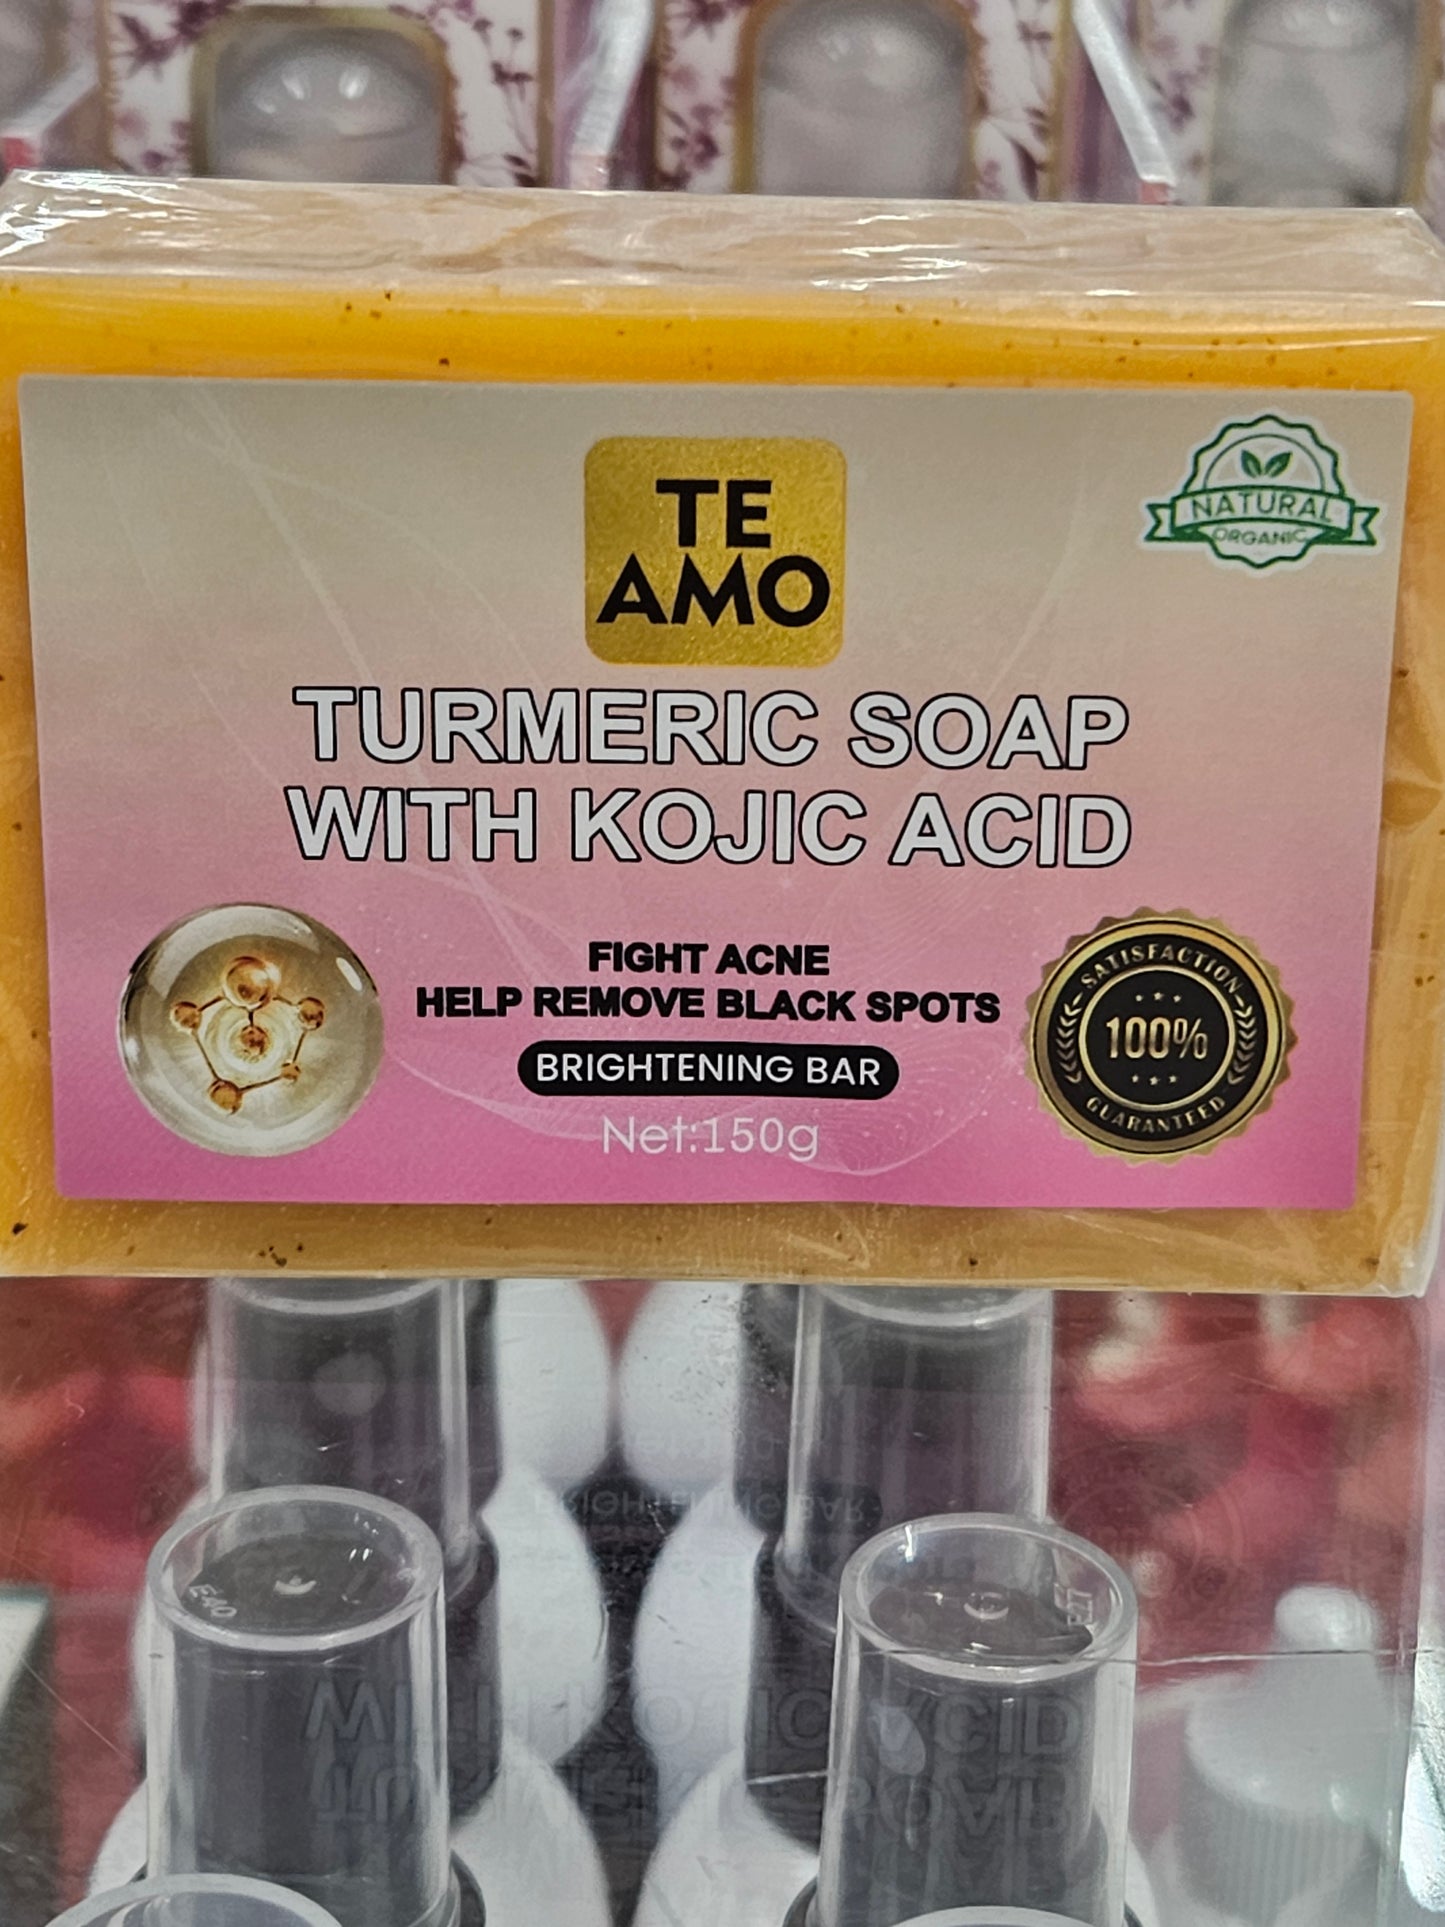 TE
AMO
NATURAL
ORGANIC
TURMERIC SOAP
WITH KOJIC ACID
FIGHT ACNE
HELP REMOVE BLACK SPOTS
BRIGHTENING BAR
Net:150g
SATISFACTION
100%
GUARANTEED